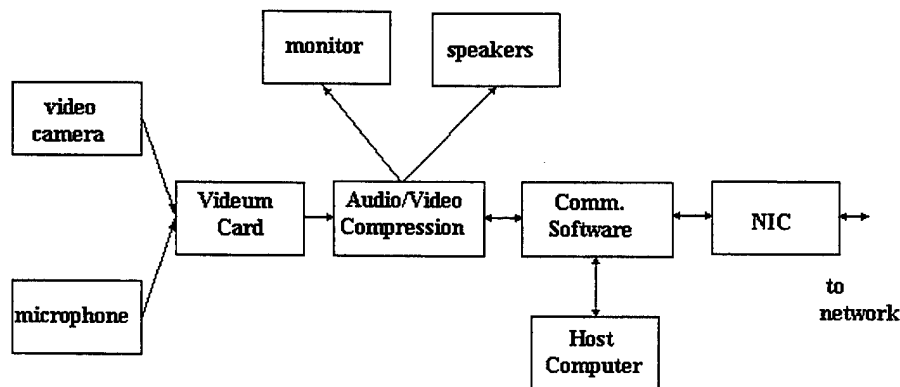 monitor
speakers
video
camera
Videum
Card
Audio/Video
Compression
Comm.
Software
NIC
microphone
to
network
Host
Computer